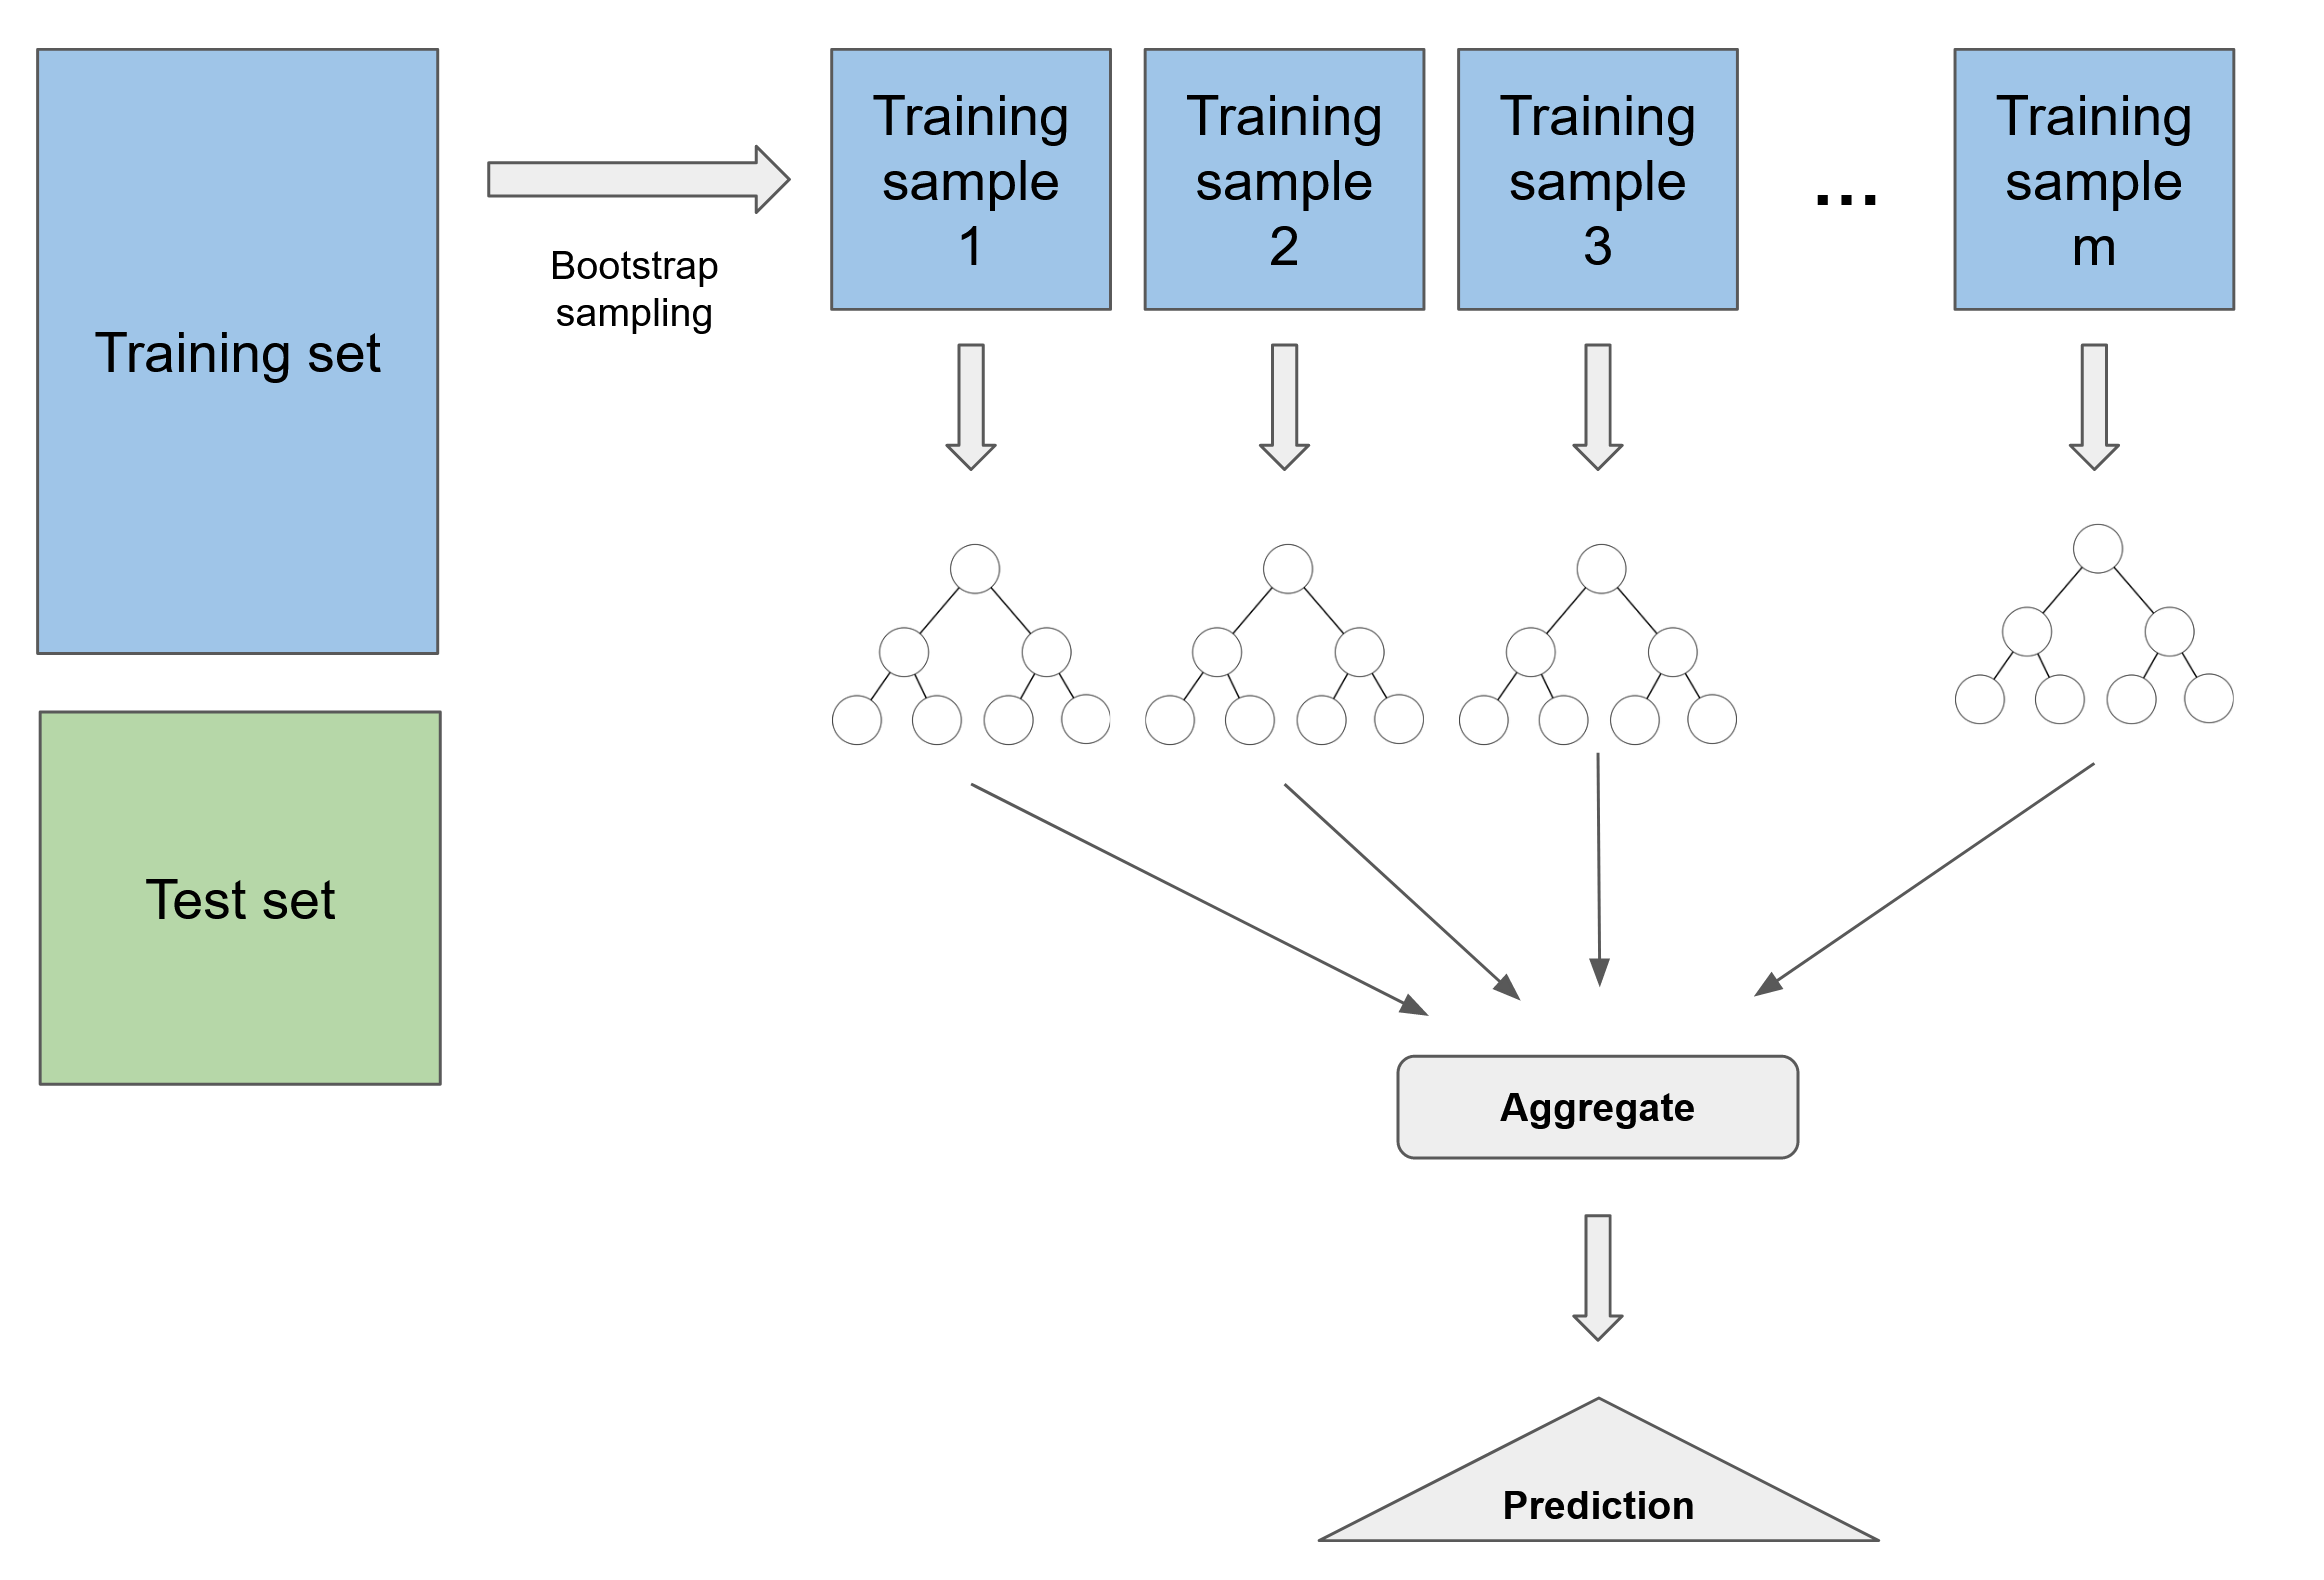 Training set
Bootstrap
sampling
Training
sample
1
Training
sample
2
Training
sample
3
...
Training
sample
m
Test set
Aggregate
Prediction